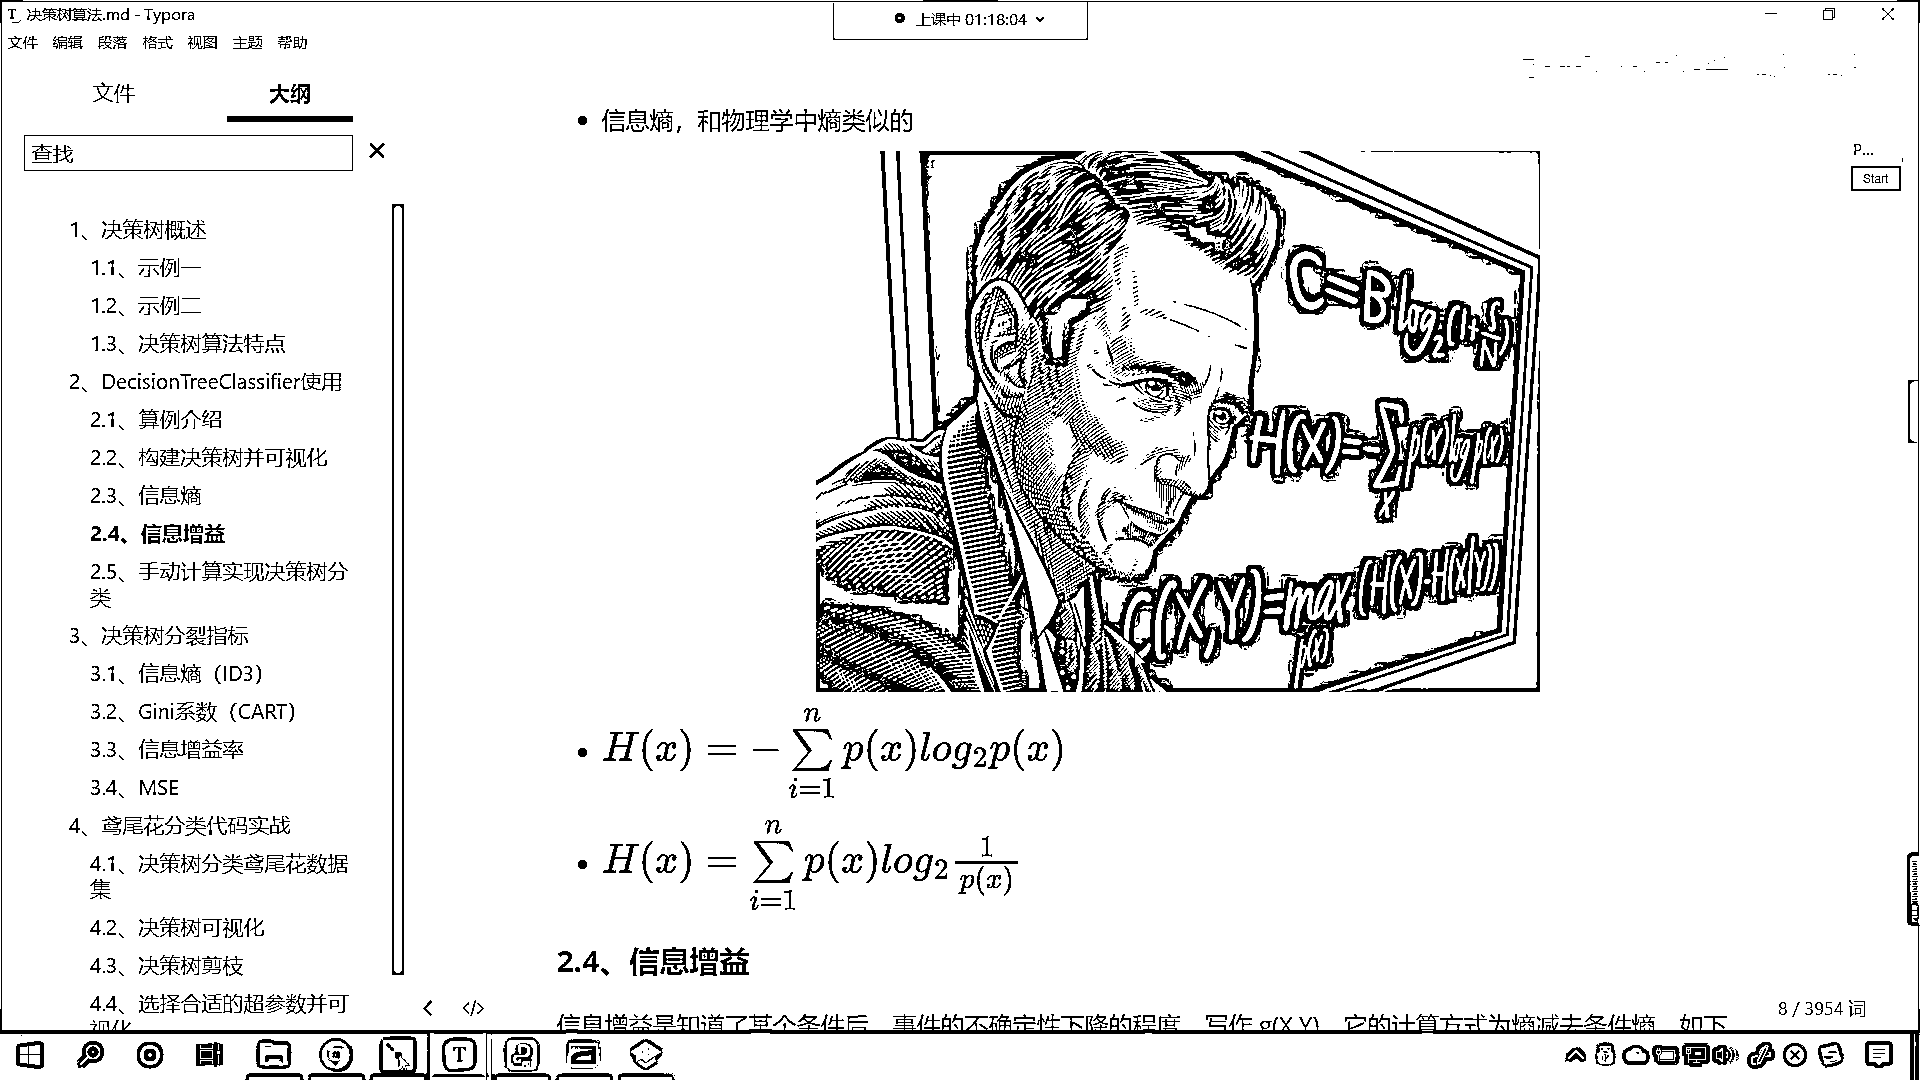 决策树算法.md - Typora
上课中 01:18:04
文件 编辑 段落 格式 视图 主题 帮助
文件 大纲
查找
1、决策树概述
1.1、示例一
1.2、示例二
1.3、决策树算法特点
2、DecisionTreeClassifier使用
2.1、算例介绍
2.2、构建决策树并可视化
2.3、信息熵
2.4、信息增益
2.5、手动计算实现决策树分
类
3、决策树分裂指标
3.1、信息熵（ID3）
3.2、Gini系数（CART）
3.3、信息增益率
3.4、MSE
4、鸢尾花分类代码实战
4.1、决策树分类鸢尾花数据
集
4.2、决策树可视化
4.3、决策树剪枝
4.4、选择合适的超参数并可
视化
信息熵，和物理学中熵类似的
C=B log₂(1+S/N)
H(X)=-∑p(x)log p(x)
x
C(X,Y)=max(H(X)-H(X|Y))
p(x)
H(x) = -\sum_{i=1}^{n} p(x)log_2p(x)
H(x) = \sum_{i=1}^{n} p(x)log_2\frac{1}{p(x)}
2.4、信息增益
信息增益是知道了某个条件后，事件的不确定性下降的程度。写作 g(X,Y)。它的计算方式为熵减去条件熵，如下
P...
Start
8 / 3954 词